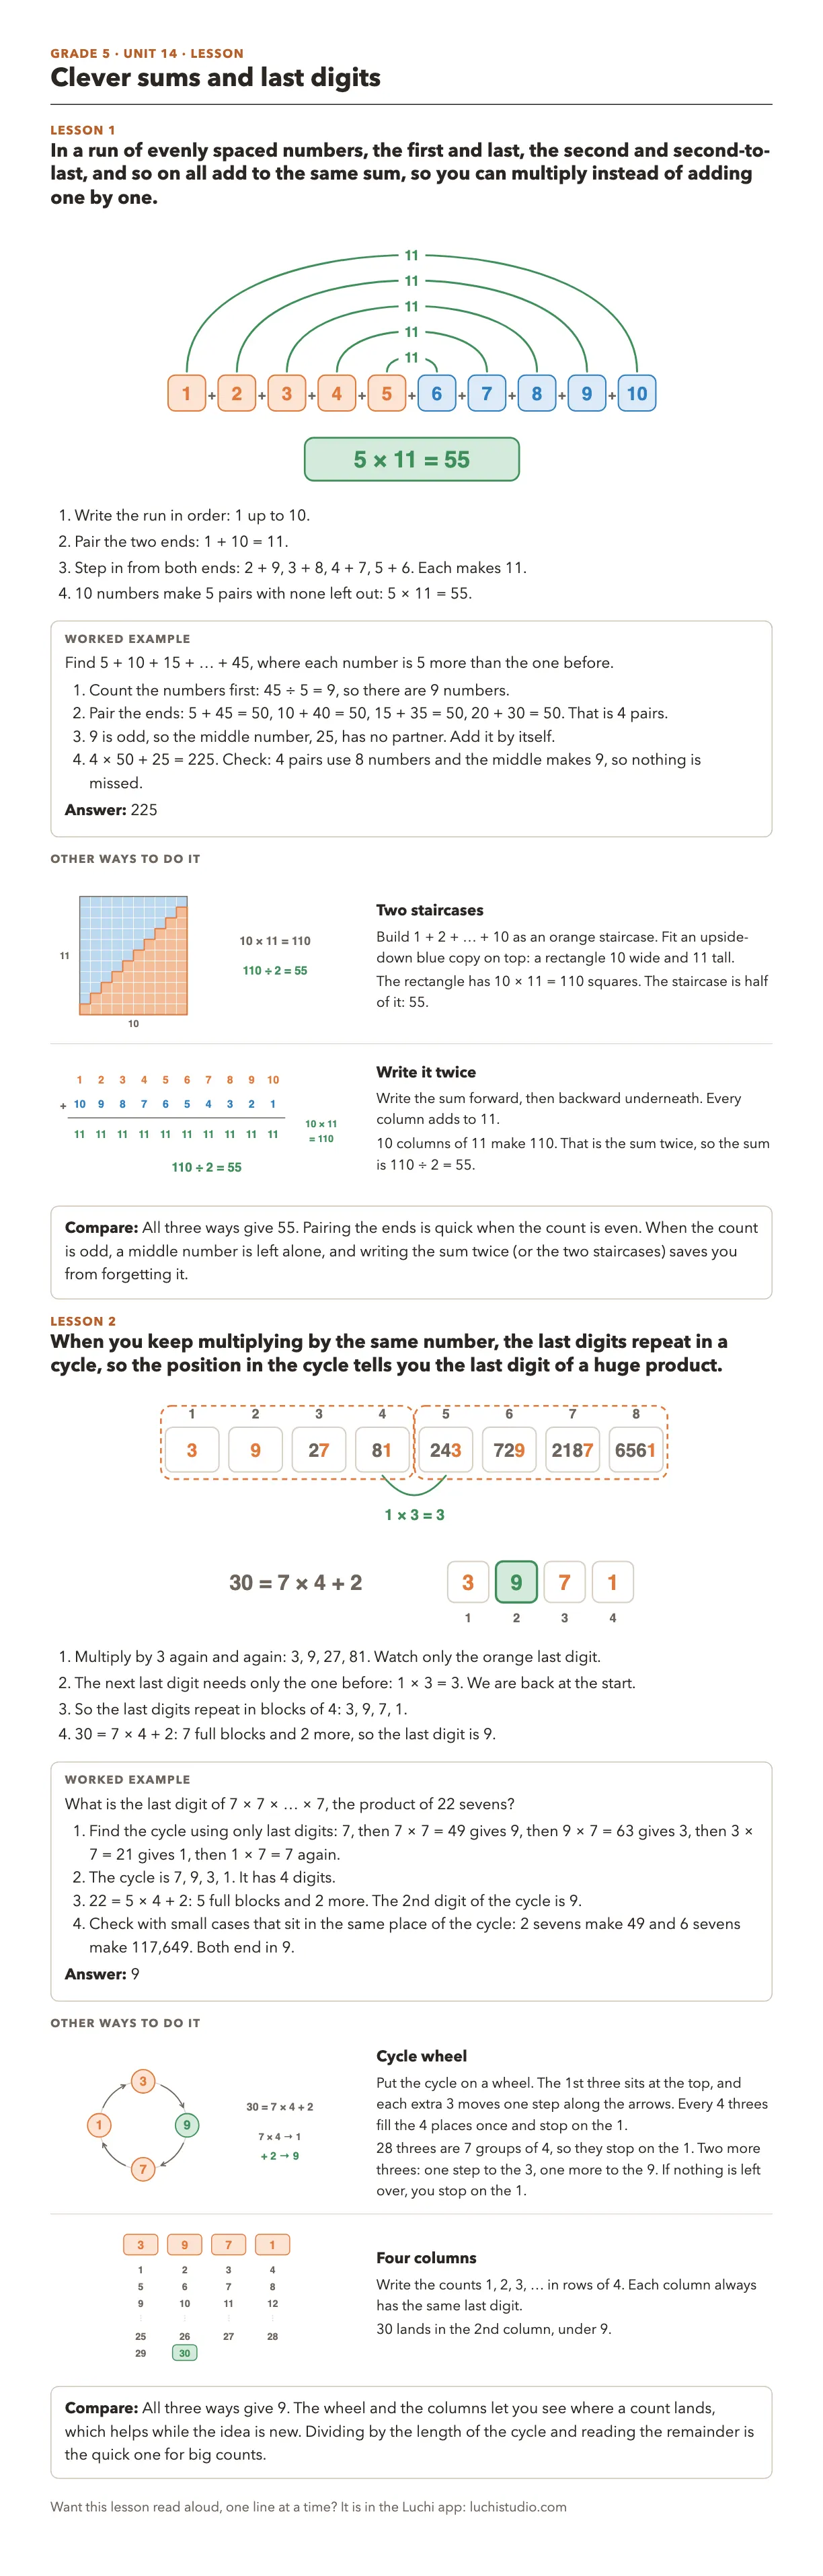 GRADE 5 · UNIT 14 · LESSON
Clever sums and last digits
LESSON 1
In a run of evenly spaced numbers, the first and last, the second and second-to-
last, and so on all add to the same sum, so you can multiply instead of adding
one by one.
11
11
11
11
11
1 + 2 + 3 + 4 + 5 + 6 + 7 + 8 + 9 + 10
5 × 11 = 55
1. Write the run in order: 1 up to 10.
2. Pair the two ends: 1 + 10 = 11.
3. Step in from both ends: 2 + 9, 3 + 8, 4 + 7, 5 + 6. Each makes 11.
4. 10 numbers make 5 pairs with none left out: 5 × 11 = 55.
WORKED EXAMPLE
Find 5 + 10 + 15 + … + 45, where each number is 5 more than the one before.
1. Count the numbers first: 45 ÷ 5 = 9, so there are 9 numbers.
2. Pair the ends: 5 + 45 = 50, 10 + 40 = 50, 15 + 35 = 50, 20 + 30 = 50. That is 4 pairs.
3. 9 is odd, so the middle number, 25, has no partner. Add it by itself.
4. 4 × 50 + 25 = 225. Check: 4 pairs use 8 numbers and the middle makes 9, so nothing is
missed.
Answer: 225
OTHER WAYS TO DO IT
11
10
10 × 11 = 110
110 ÷ 2 = 55
Two staircases
Build 1 + 2 + … + 10 as an orange staircase. Fit an upside-
down blue copy on top: a rectangle 10 wide and 11 tall.
The rectangle has 10 × 11 = 110 squares. The staircase is half
of it: 55.
1 2 3 4 5 6 7 8 9 10
+ 10 9 8 7 6 5 4 3 2 1
11 11 11 11 11 11 11 11 11 11
10 × 11
= 110
110 ÷ 2 = 55
Write it twice
Write the sum forward, then backward underneath. Every
column adds to 11.
10 columns of 11 make 110. That is the sum twice, so the sum
is 110 ÷ 2 = 55.
Compare: All three ways give 55. Pairing the ends is quick when the count is even. When the count
is odd, a middle number is left alone, and writing the sum twice (or the two staircases) saves you
from forgetting it.
LESSON 2
When you keep multiplying by the same number, the last digits repeat in a
cycle, so the position in the cycle tells you the last digit of a huge product.
1 2 3 4 5 6 7 8
3 9 27 81 243 729 2187 6561
1 × 3 = 3
30 = 7 × 4 + 2
3 9 7 1
1 2 3 4
1. Multiply by 3 again and again: 3, 9, 27, 81. Watch only the orange last digit.
2. The next last digit needs only the one before: 1 × 3 = 3. We are back at the start.
3. So the last digits repeat in blocks of 4: 3, 9, 7, 1.
4. 30 = 7 × 4 + 2: 7 full blocks and 2 more, so the last digit is 9.
WORKED EXAMPLE
What is the last digit of 7 × 7 × … × 7, the product of 22 sevens?
1. Find the cycle using only last digits: 7, then 7 × 7 = 49 gives 9, then 9 × 7 = 63 gives 3, then 3 ×
7 = 21 gives 1, then 1 × 7 = 7 again.
2. The cycle is 7, 9, 3, 1. It has 4 digits.
3. 22 = 5 × 4 + 2: 5 full blocks and 2 more. The 2nd digit of the cycle is 9.
4. Check with small cases that sit in the same place of the cycle: 2 sevens make 49 and 6 sevens
make 117,649. Both end in 9.
Answer: 9
OTHER WAYS TO DO IT
3
1
9
7
30 = 7 × 4 + 2
7 × 4 → 1
+ 2 → 9
Cycle wheel
Put the cycle on a wheel. The 1st three sits at the top, and
each extra 3 moves one step along the arrows. Every 4 threes
fill the 4 places once and stop on the 1.
28 threes are 7 groups of 4, so they stop on the 1. Two more
threes: one step to the 3, one more to the 9. If nothing is left
over, you stop on the 1.
3 9 7 1
1 2 3 4
5 6 7 8
9 10 11 12
⋮ ⋮ ⋮ ⋮
25 26 27 28
29 30
Four columns
Write the counts 1, 2, 3, … in rows of 4. Each column always
has the same last digit.
30 lands in the 2nd column, under 9.
Compare: All three ways give 9. The wheel and the columns let you see where a count lands,
which helps while the idea is new. Dividing by the length of the cycle and reading the remainder is
the quick one for big counts.
Want this lesson read aloud, one line at a time? It is in the Luchi app: luchistudio.com